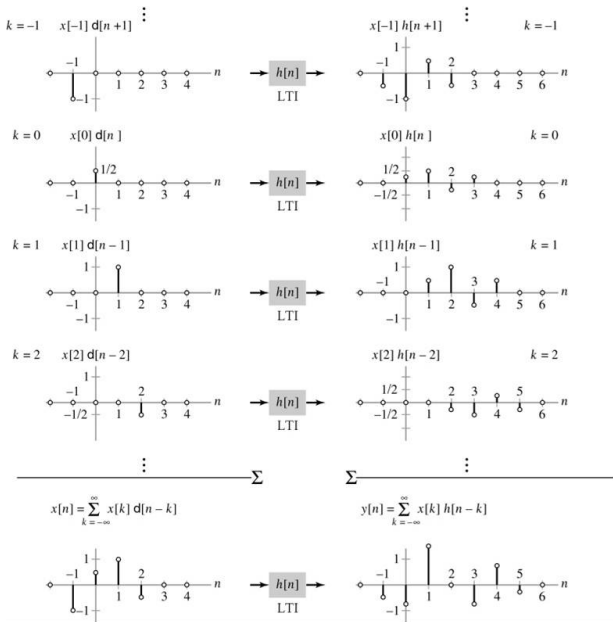 k = −1 x[−1] d[n + 1] x[−1] h[n + 1] k = −1
−1 1 2 3 4 n −1
h[n]
LTI
1 −1 1 2 3 4 5 6 n −1
k = 0 x[0] d[n ] x[0] h[n ] k = 0
1/2 −1 1 2 3 4 n −1
h[n]
LTI
1/2 −1 1 2 3 4 5 6 n −1/2
k = 1 x[1] d[n − 1] x[1] h[n − 1] k = 1
1 −1 1 2 3 4 n −1
h[n]
LTI
1 −1 1 2 3 4 5 6 n −1
k = 2 x[2] d[n − 2] x[2] h[n − 2] k = 2
1 −1 2 1 3 4 n −1/2
h[n]
LTI
1/2 −1 1 2 3 4 5 6 n −1/2
Σ Σ
x[n] = ∞ Σ k = −∞ x[k] d[n − k] y[n] = ∞ Σ k = −∞ x[k] h[n − k]
1 −1 2 1 3 4 n −1
h[n]
LTI
1 −1 1 2 3 4 5 6 n −1